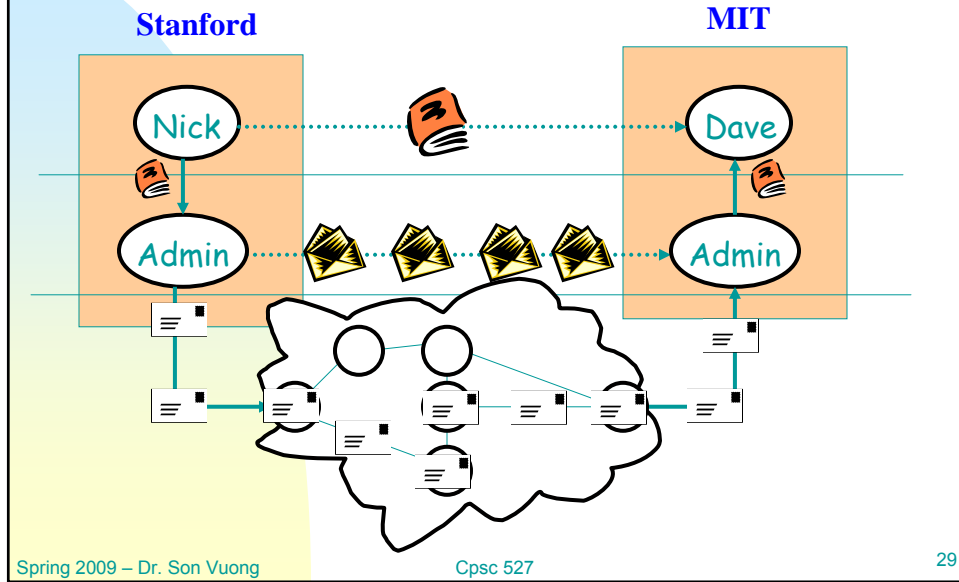 Stanford MIT
Nick Dave
Admin Admin
Spring 2009 – Dr. Son Vuong Cpsc 527 29